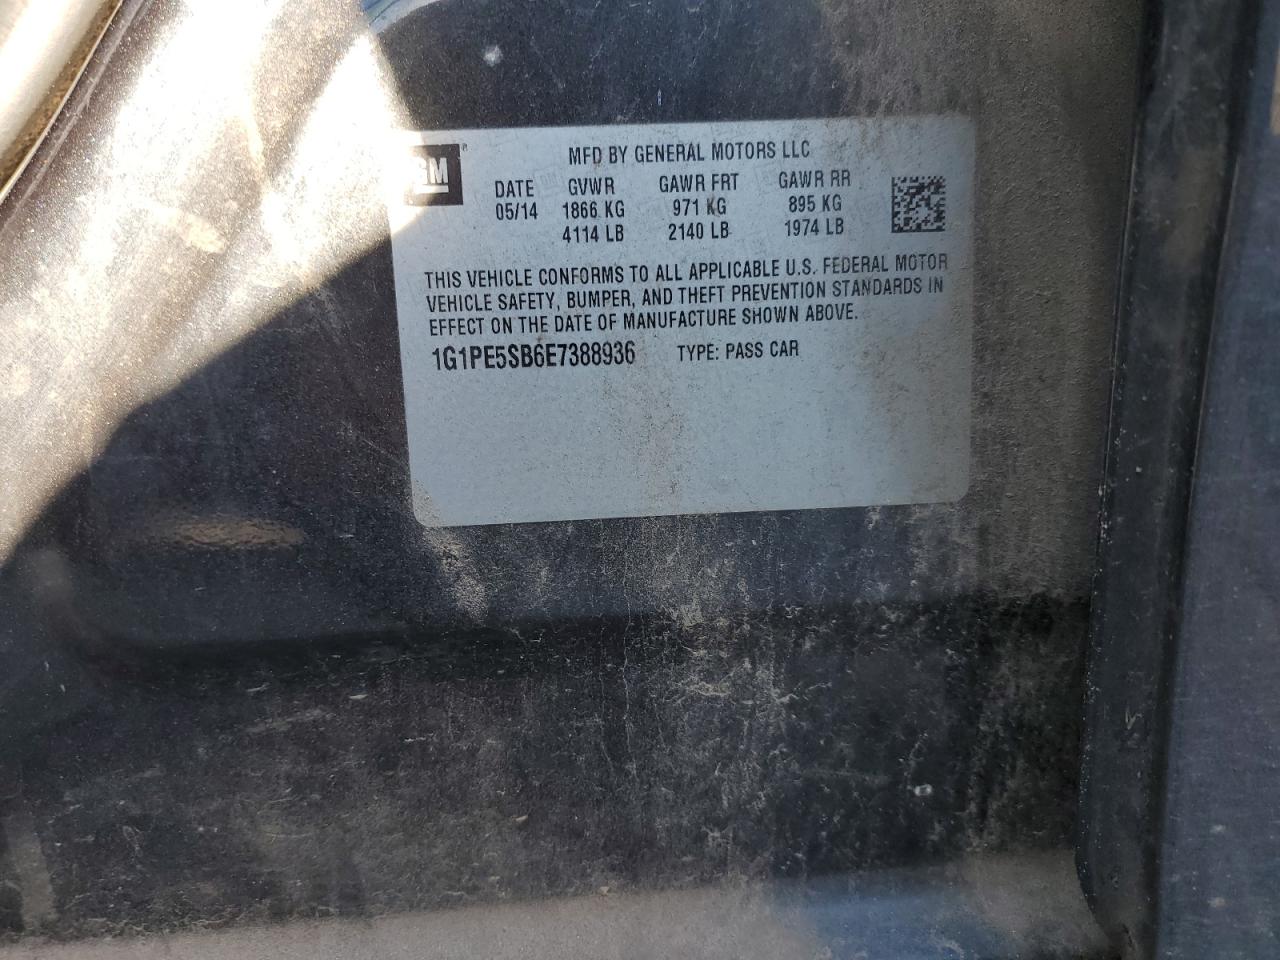 GM®
MFD BY GENERAL MOTORS LLC
DATE GVWR GAWR FRT GAWR RR
05/14 1866 KG 971 KG 895 KG
4114 LB 2140 LB 1974 LB
THIS VEHICLE CONFORMS TO ALL APPLICABLE U.S. FEDERAL MOTOR
VEHICLE SAFETY, BUMPER, AND THEFT PREVENTION STANDARDS IN
EFFECT ON THE DATE OF MANUFACTURE SHOWN ABOVE.
1G1PE5SB6E7388936 TYPE: PASS CAR